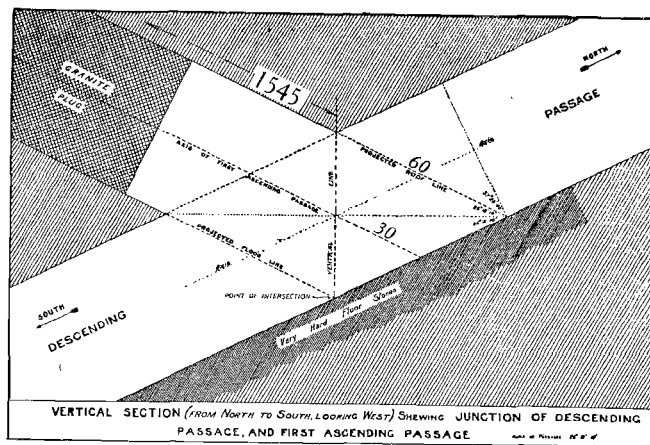 GRANITE
PLUG
1545
NORTH
PASSAGE
AXIS OF FIRST ASCENDING PASSAGE
PROJECTED ROOF LINE
60
AXIS
LINE
30
PROJECTED FLOOR LINE
AXIS
VENTRAL
POINT OF INTERSECTION
SOUTH
DESCENDING
Very Hard Floor Stones
VERTICAL SECTION (FROM NORTH TO SOUTH, LOOKING WEST) SHEWING JUNCTION OF DESCENDING
PASSAGE, AND FIRST ASCENDING PASSAGE